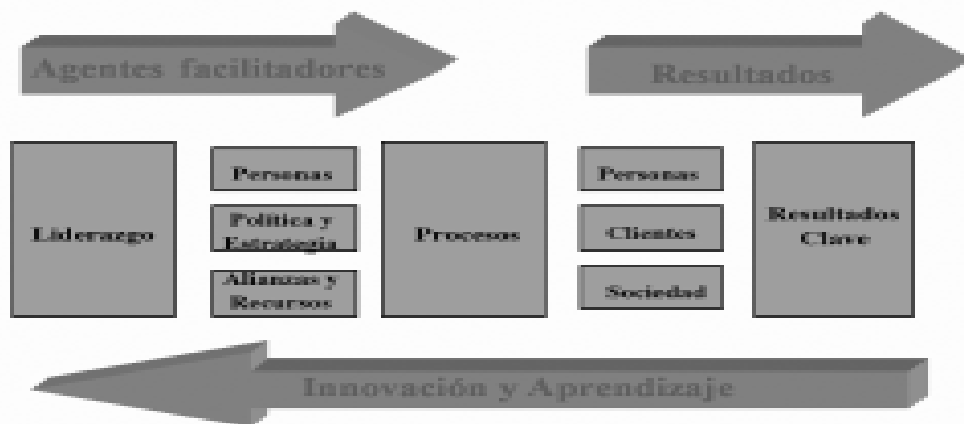 Agentes facilitadores
Resultados
Liderazgo
Personas
Política y
Estrategia
Alianzas y
Recursos
Procesos
Personas
Clientes
Sociedad
Resultados
Clave
Innovación y Aprendizaje